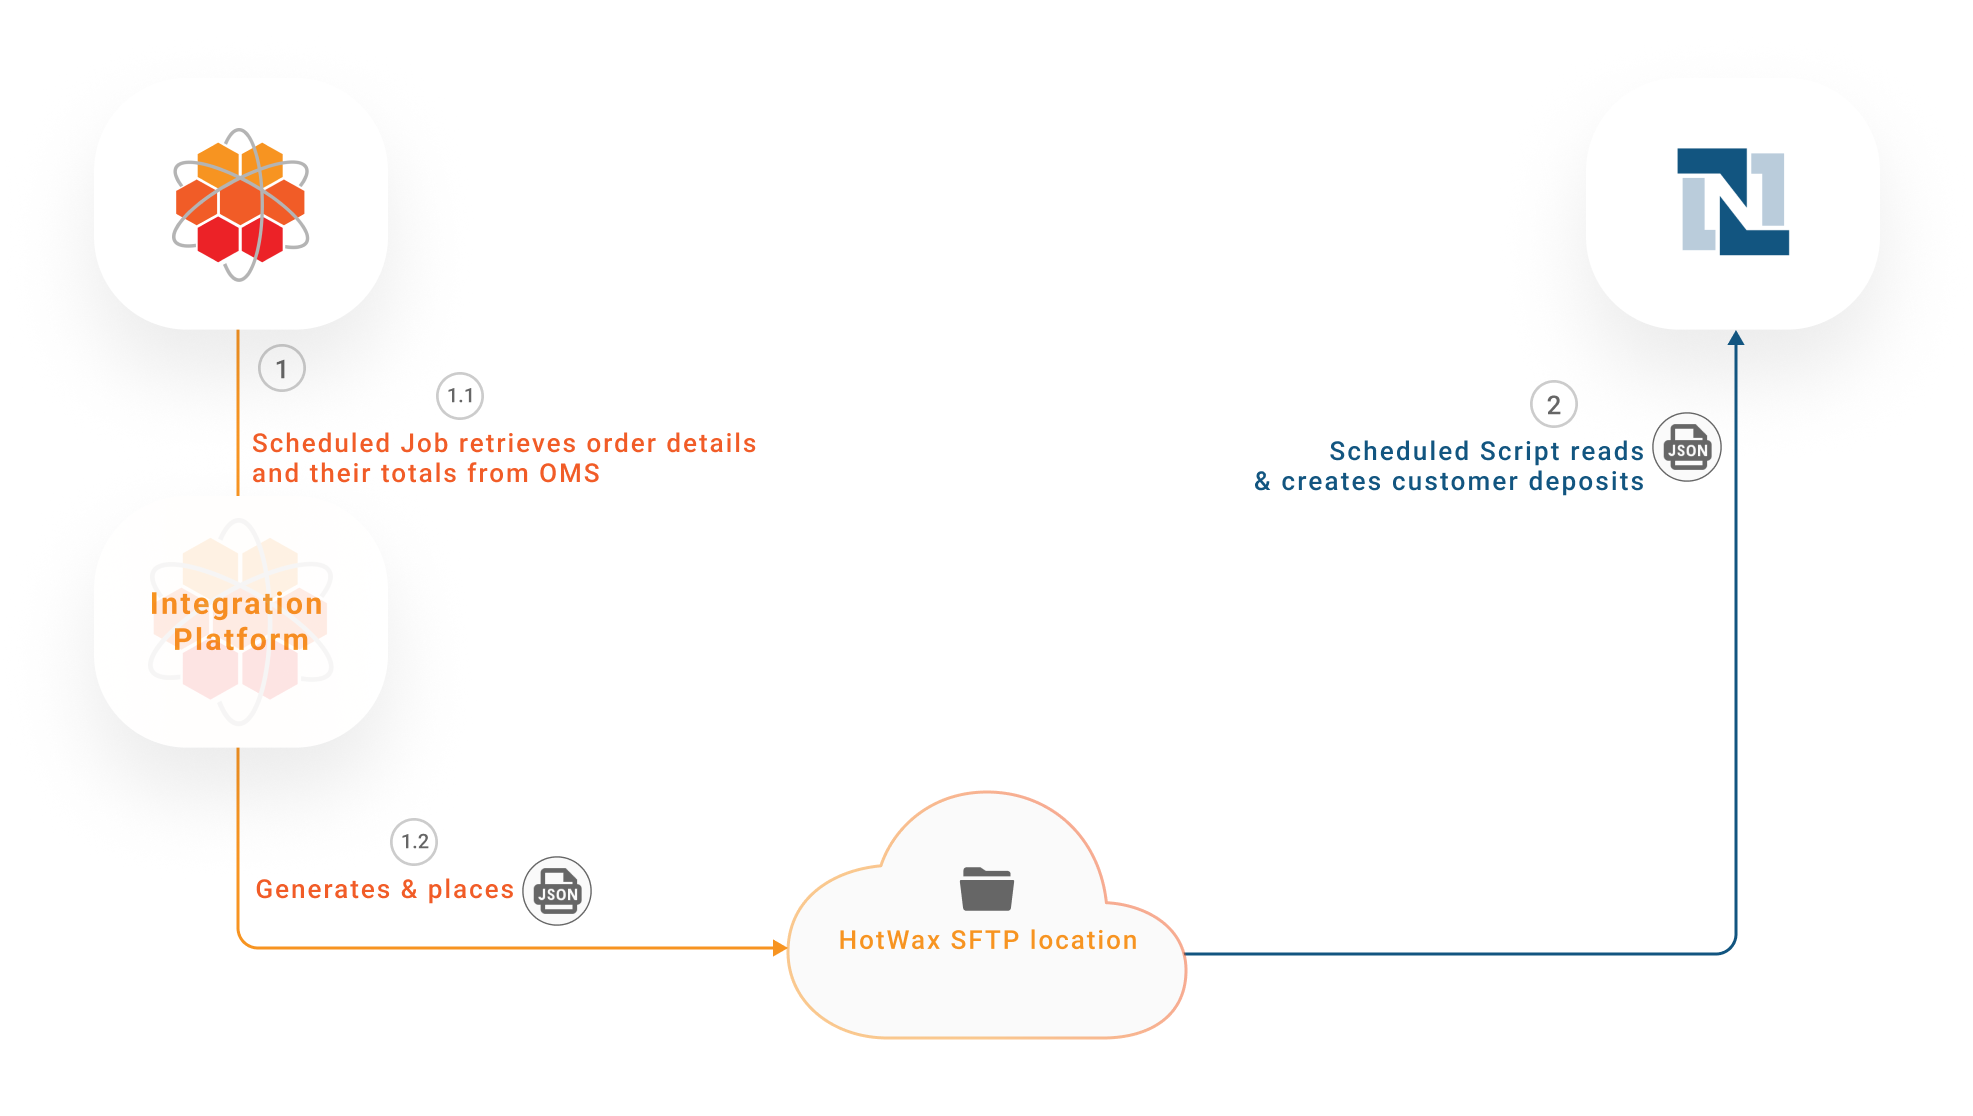 1
1.1
Scheduled Job retrieves order details
and their totals from OMS
Integration
Platform
1.2
Generates & places
JSON
HotWax SFTP location
2
Scheduled Script reads
& creates customer deposits
JSON
N